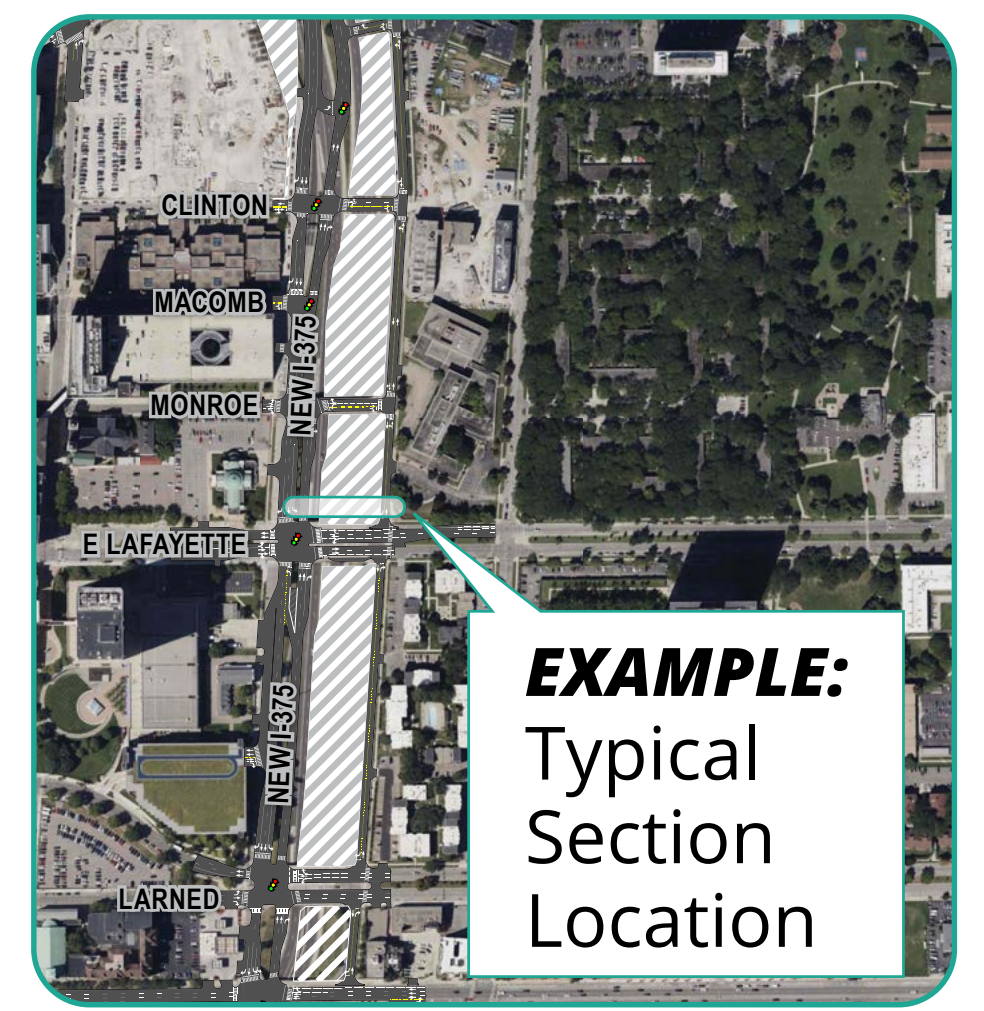 CLINTON
MACOMB
NEW I-375
MONROE
E LAFAYETTE
NEW I-375
LARNED
EXAMPLE:
Typical
Section
Location